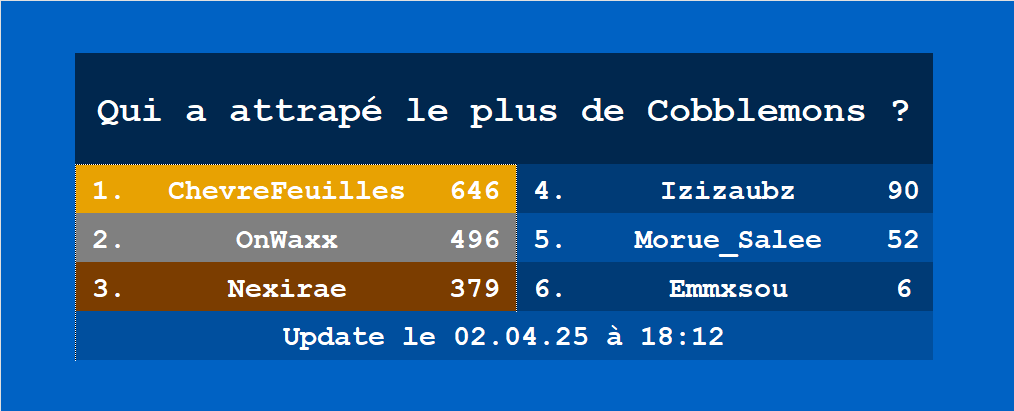 Qui a attrapé le plus de Cobblemons ?
1. ChevreFeuilles 646
2. OnWaxx 496
3. Nexirae 379
4. Izizaubz 90
5. Morue_Salee 52
6. Emmxsou 6
Update le 02.04.25 à 18:12